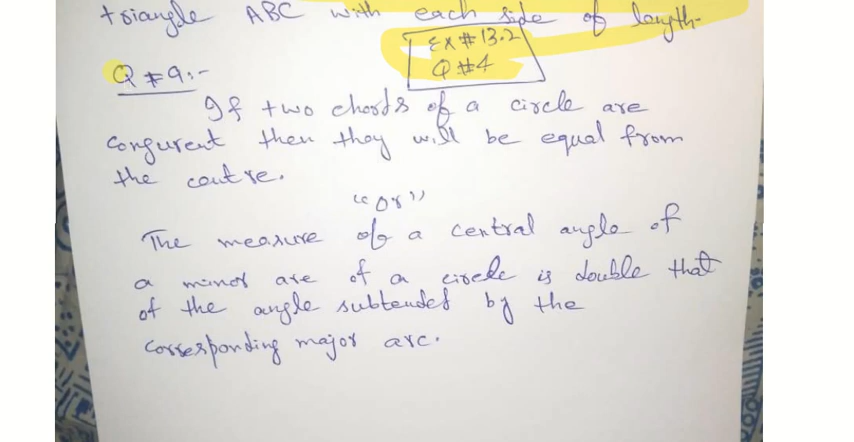 triangle ABC with each side of length-
Ex # 13.2
Q #4
Q # 9:-
If two chords of a circle are
congurent then they will be equal from
the centre.
"Or"
The measure of a central angle of
a minor arc of a circle is double that
of the angle subtended by the
corresponding major arc.